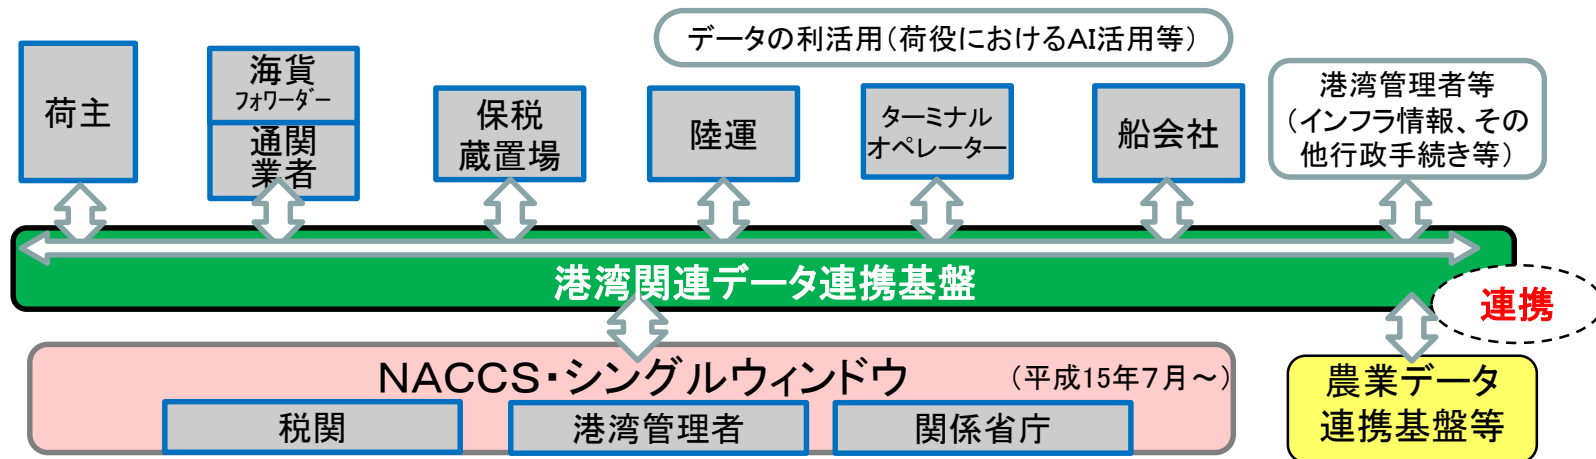 データの利活用（荷役におけるAI活用等）
荷主
海貨
フォワーダー
通関
業者
保税
蔵置場
陸運
ターミナル
オペレーター
船会社
港湾管理者等
（インフラ情報、その
他行政手続き等）
港湾関連データ連携基盤
連携
NACCS・シングルウィンドウ （平成15年７月～）
税関
港湾管理者
関係省庁
農業データ
連携基盤等